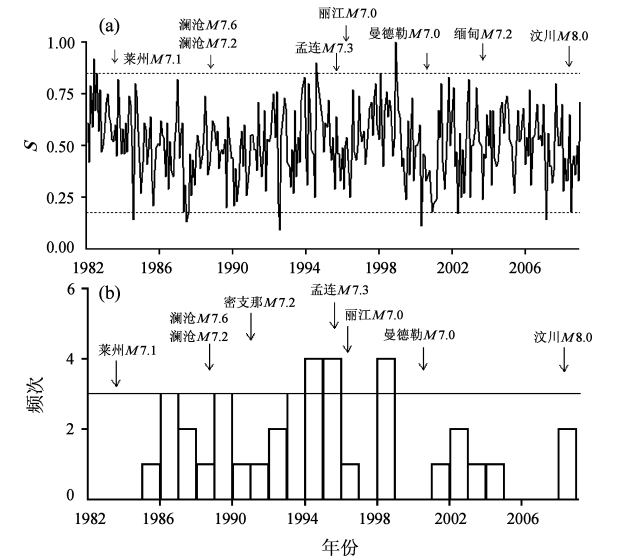 (a)
丽江M7.0
澜沧M7.6
澜沧M7.2
莱州M7.1
孟连M7.3
曼德勒M7.0
缅甸M7.2
汶川M8.0
1.00
0.75
0.50
0.25
0.00
S
1982 1986 1990 1994 1998 2002 2006
(b)
孟连M7.3
密支那M7.2
丽江M7.0
澜沧M7.6
澜沧M7.2
曼德勒M7.0
汶川M8.0
莱州M7.1
6
4
2
0
频次
1982 1986 1990 1994 1998 2002 2006
年份